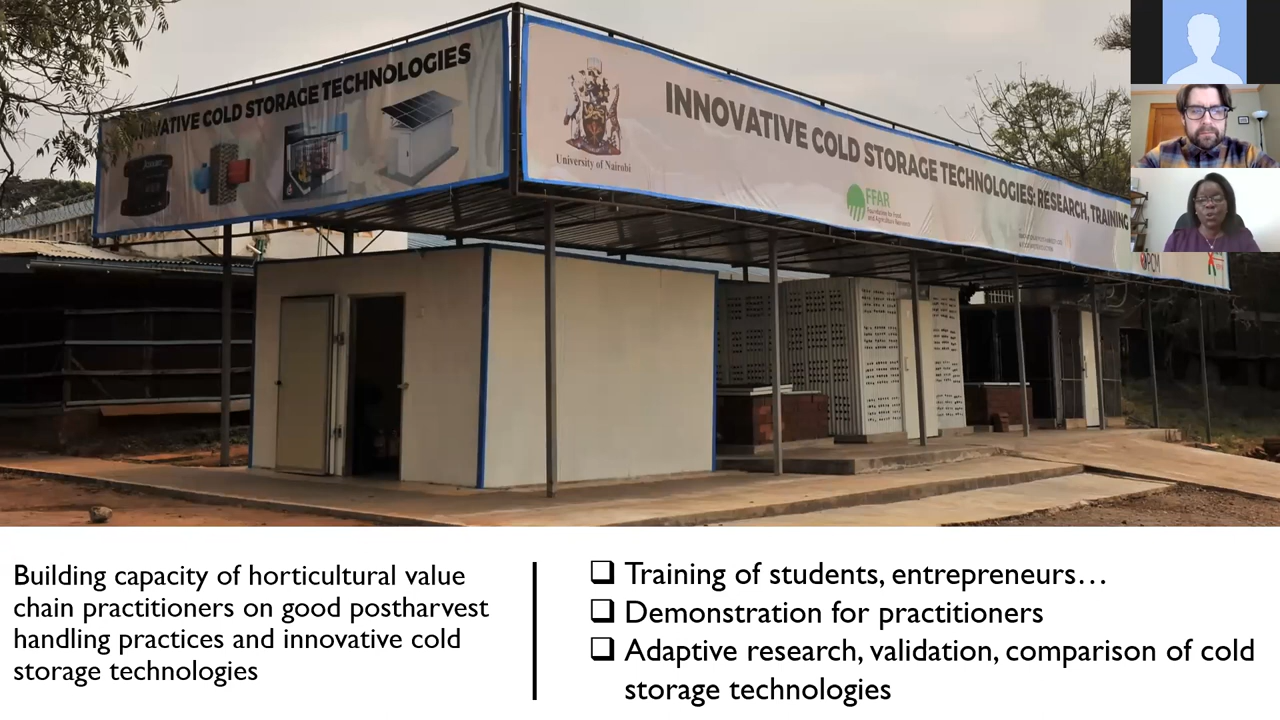 INNOVATIVE COLD STORAGE TECHNOLOGIES
INNOVATIVE COLD STORAGE TECHNOLOGIES: RESEARCH, TRAINING
University of Nairobi
FFAR
Building capacity of horticultural value
chain practitioners on good postharvest
handling practices and innovative cold
storage technologies
Training of students, entrepreneurs…
Demonstration for practitioners
Adaptive research, validation, comparison of cold
storage technologies